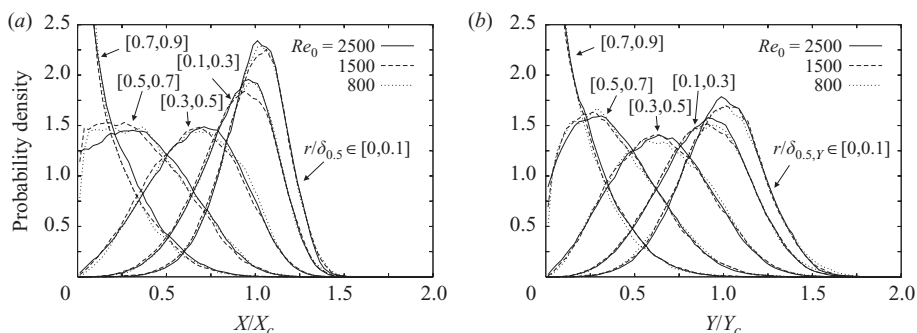 (a)
2.5
2.0
1.5
1.0
0.5
Probability density
[0.7,0.9]
[0.5,0.7]
[0.1,0.3]
[0.3,0.5]
Re0 = 2500
1500
800
r/δ0.5 ∈ [0,0.1]
0 0.5 1.0 1.5 2.0
X/Xc
(b)
2.5
2.0
1.5
1.0
0.5
[0.7,0.9]
[0.5,0.7]
[0.1,0.3]
[0.3,0.5]
Re0 = 2500
1500
800
r/δ0.5,Y ∈ [0,0.1]
0 0.5 1.0 1.5 2.0
Y/Yc